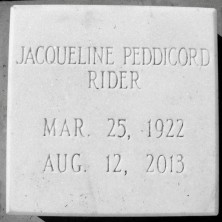 JACQUELINE PEDDICORD
RIDER
MAR. 25, 1922
AUG. 12, 2013